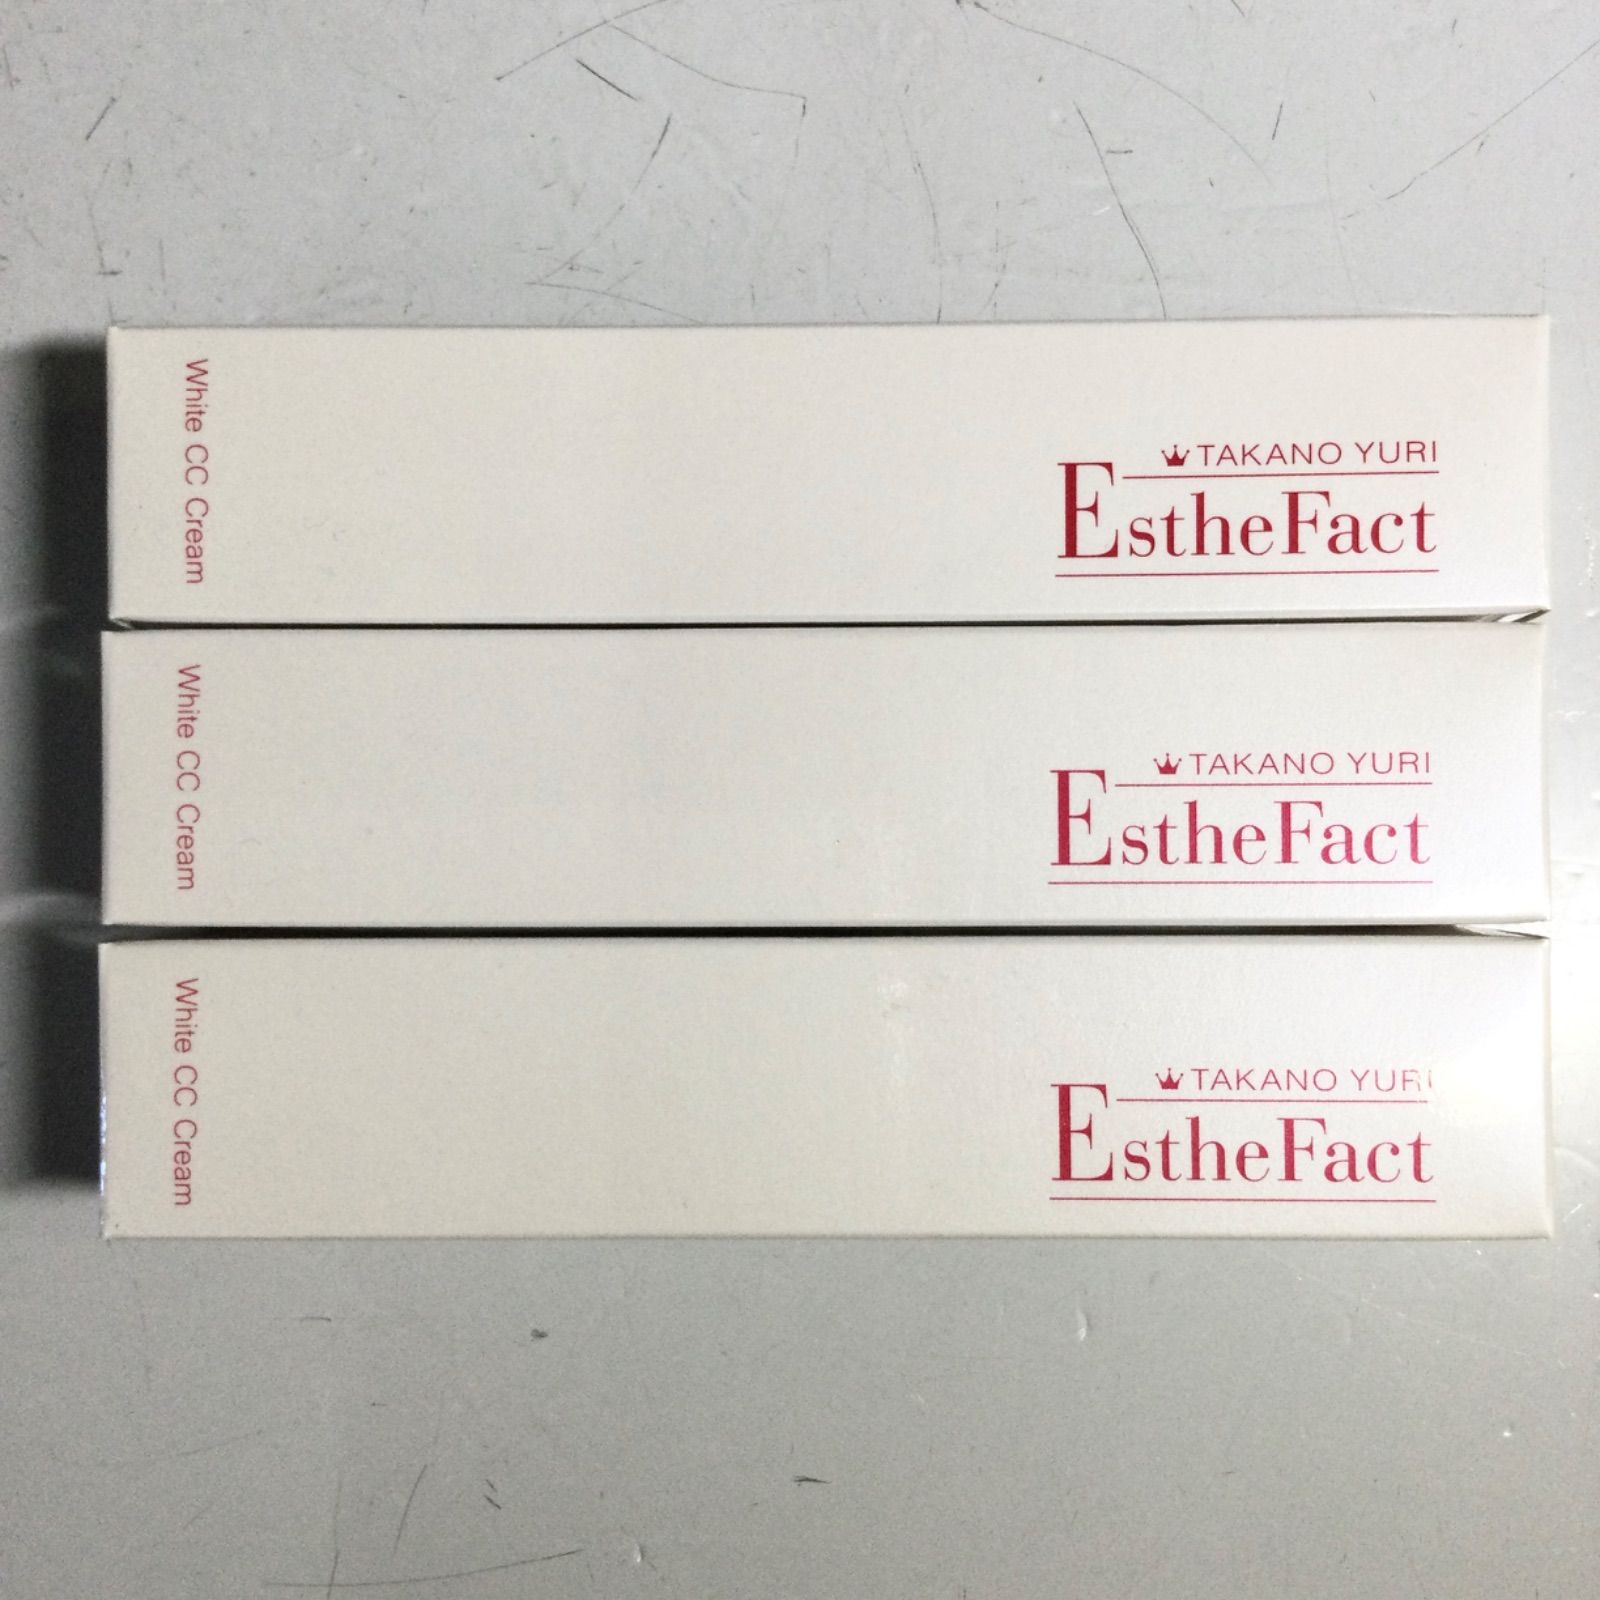 TAKANO YURI
EstheFact
White CC Cream
TAKANO YURI
EstheFact
White CC Cream
TAKANO YURI
EstheFact
White CC Cream